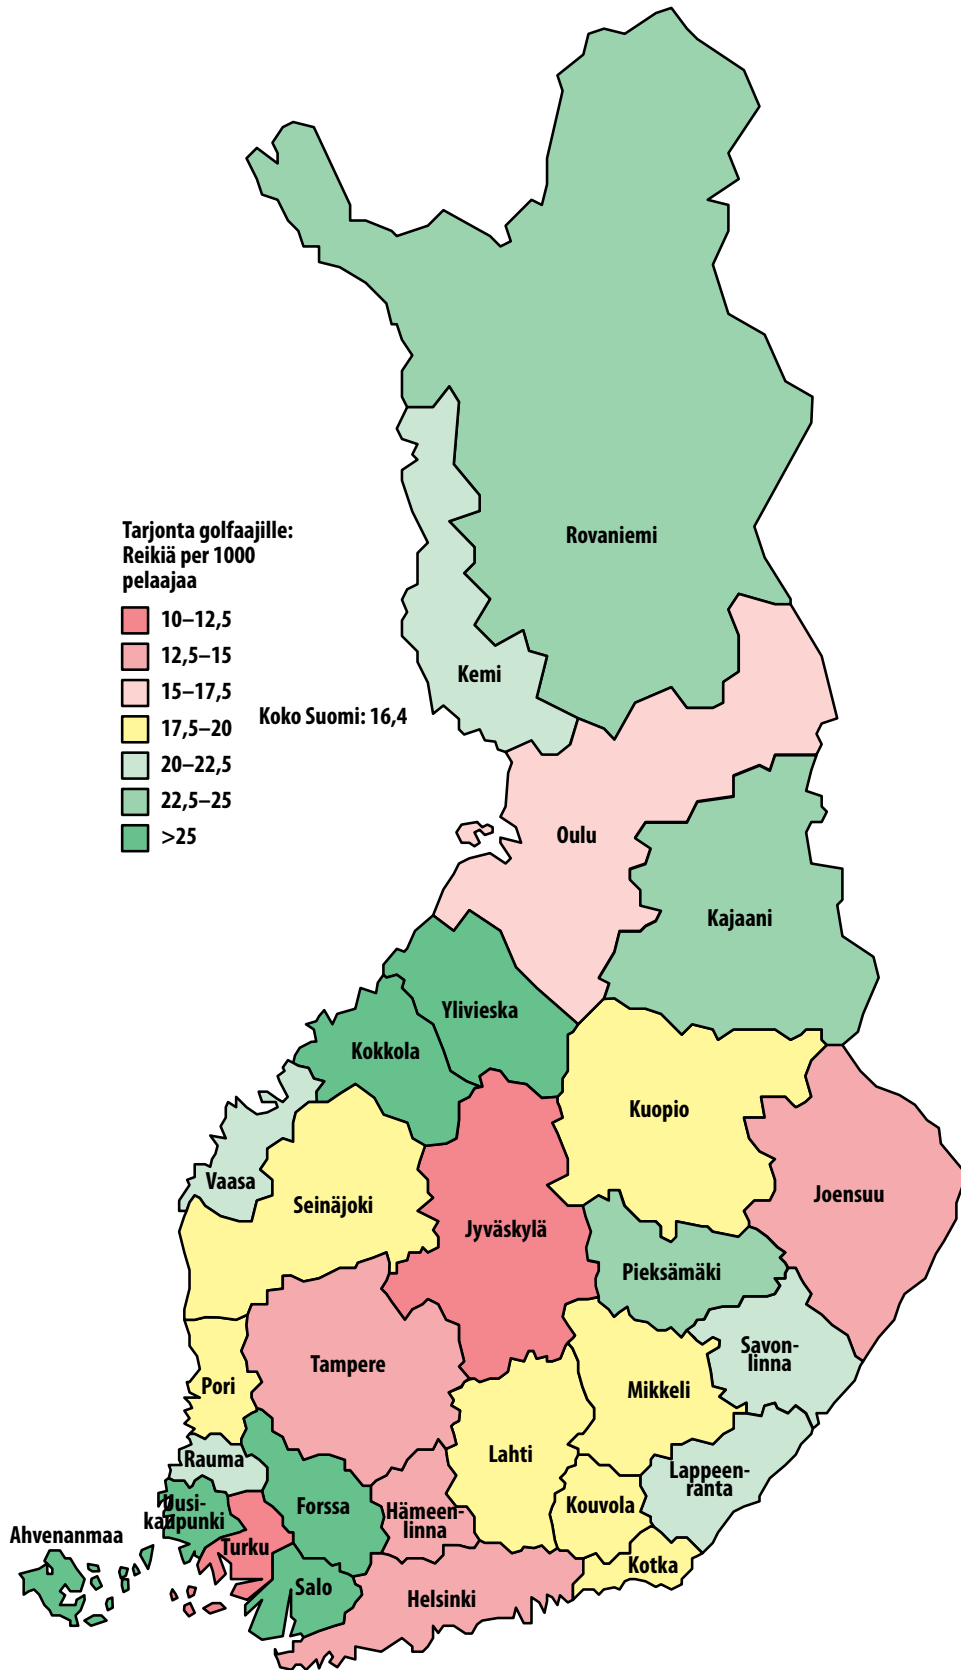 Tarjonta golfaajille:
Reikiä per 1000
pelaajaa
10–12,5
12,5–15
15–17,5
17,5–20
20–22,5
22,5–25
>25
Koko Suomi: 16,4
Rovaniemi
Kemi
Oulu
Kajaani
Ylivieska
Kokkola
Kuopio
Vaasa
Seinäjoki
Jyväskylä
Joensuu
Pieksämäki
Tampere
Savon-
linna
Pori
Mikkeli
Rauma
Lahti
Lappeen-
ranta
Uusi-
kaupunki
Forssa
Hämeen-
linna
Kouvola
Ahvenanmaa
Turku
Kotka
Salo
Helsinki